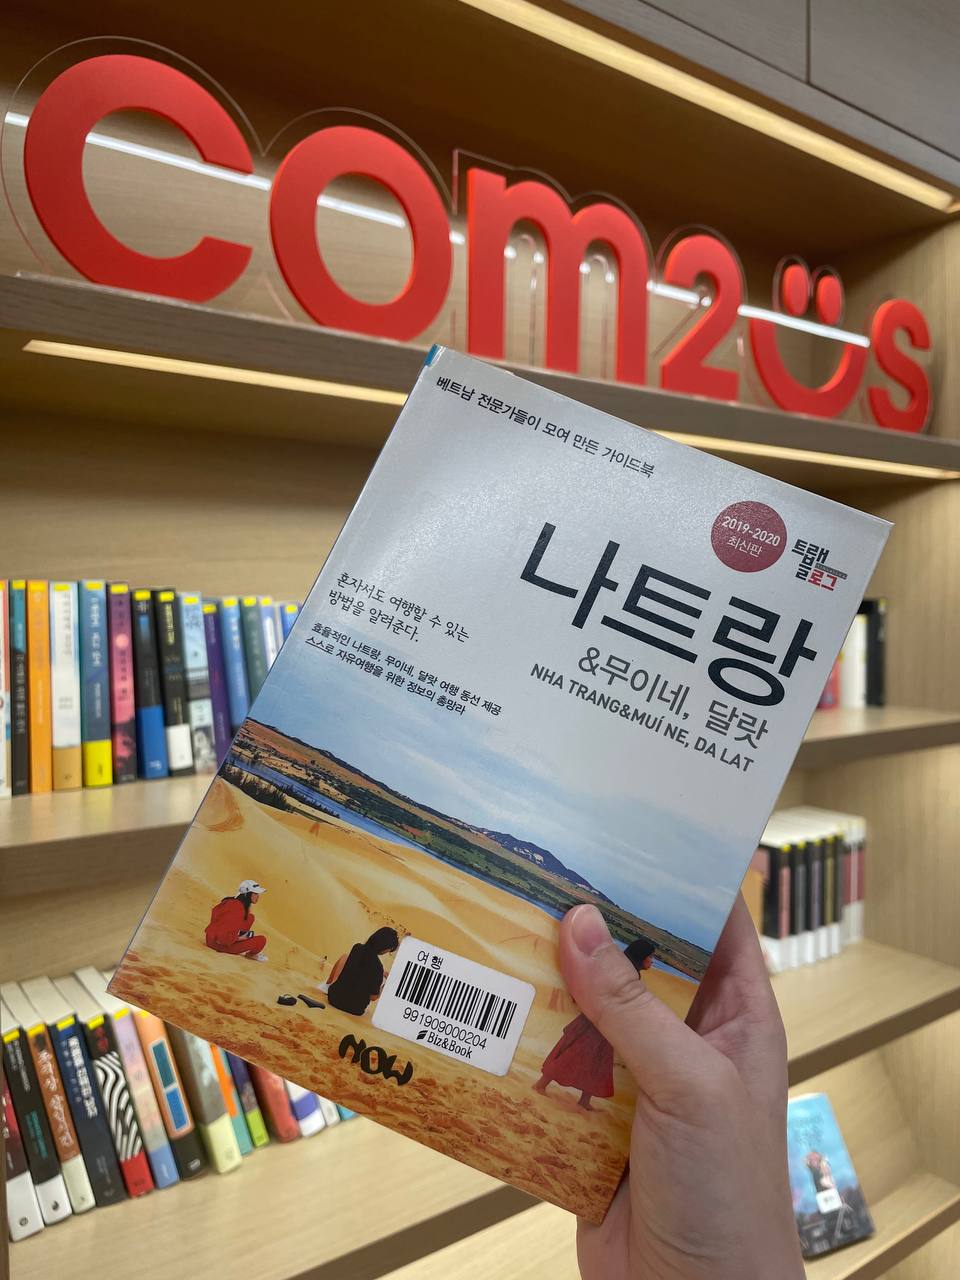 com2us
베트남 전문가들이 모여 만든 가이드북
2019-2020
최신판
트래블로그
나트랑
&무이네, 달랏
NHA TRANG&MUÍ NE, DA LAT
혼자서도 여행할 수 있는
방법을 알려준다.
효율적인 나트랑, 무이네, 달랏 여행 동선 제공
스스로 자유여행을 위한 정보의 총망라
여행
991909000204
Biz&Book
NOW